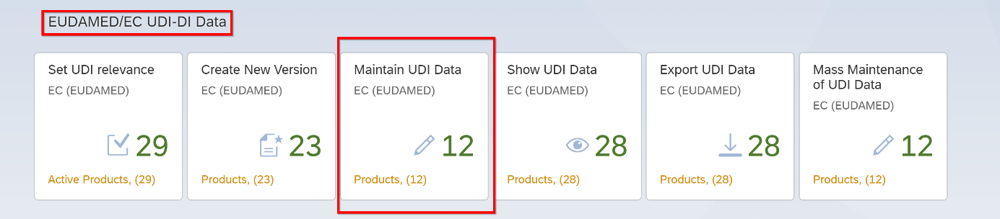 EUDAMED/EC UDI-DI Data
Set UDI relevance
EC (EUDAMED)
29
Active Products, (29)
Create New Version
EC (EUDAMED)
23
Products, (23)
Maintain UDI Data
EC (EUDAMED)
12
Products, (12)
Show UDI Data
EC (EUDAMED)
28
Products, (28)
Export UDI Data
EC (EUDAMED)
28
Products, (28)
Mass Maintenance
of UDI Data
EC (EUDAMED)
12
Products, (12)